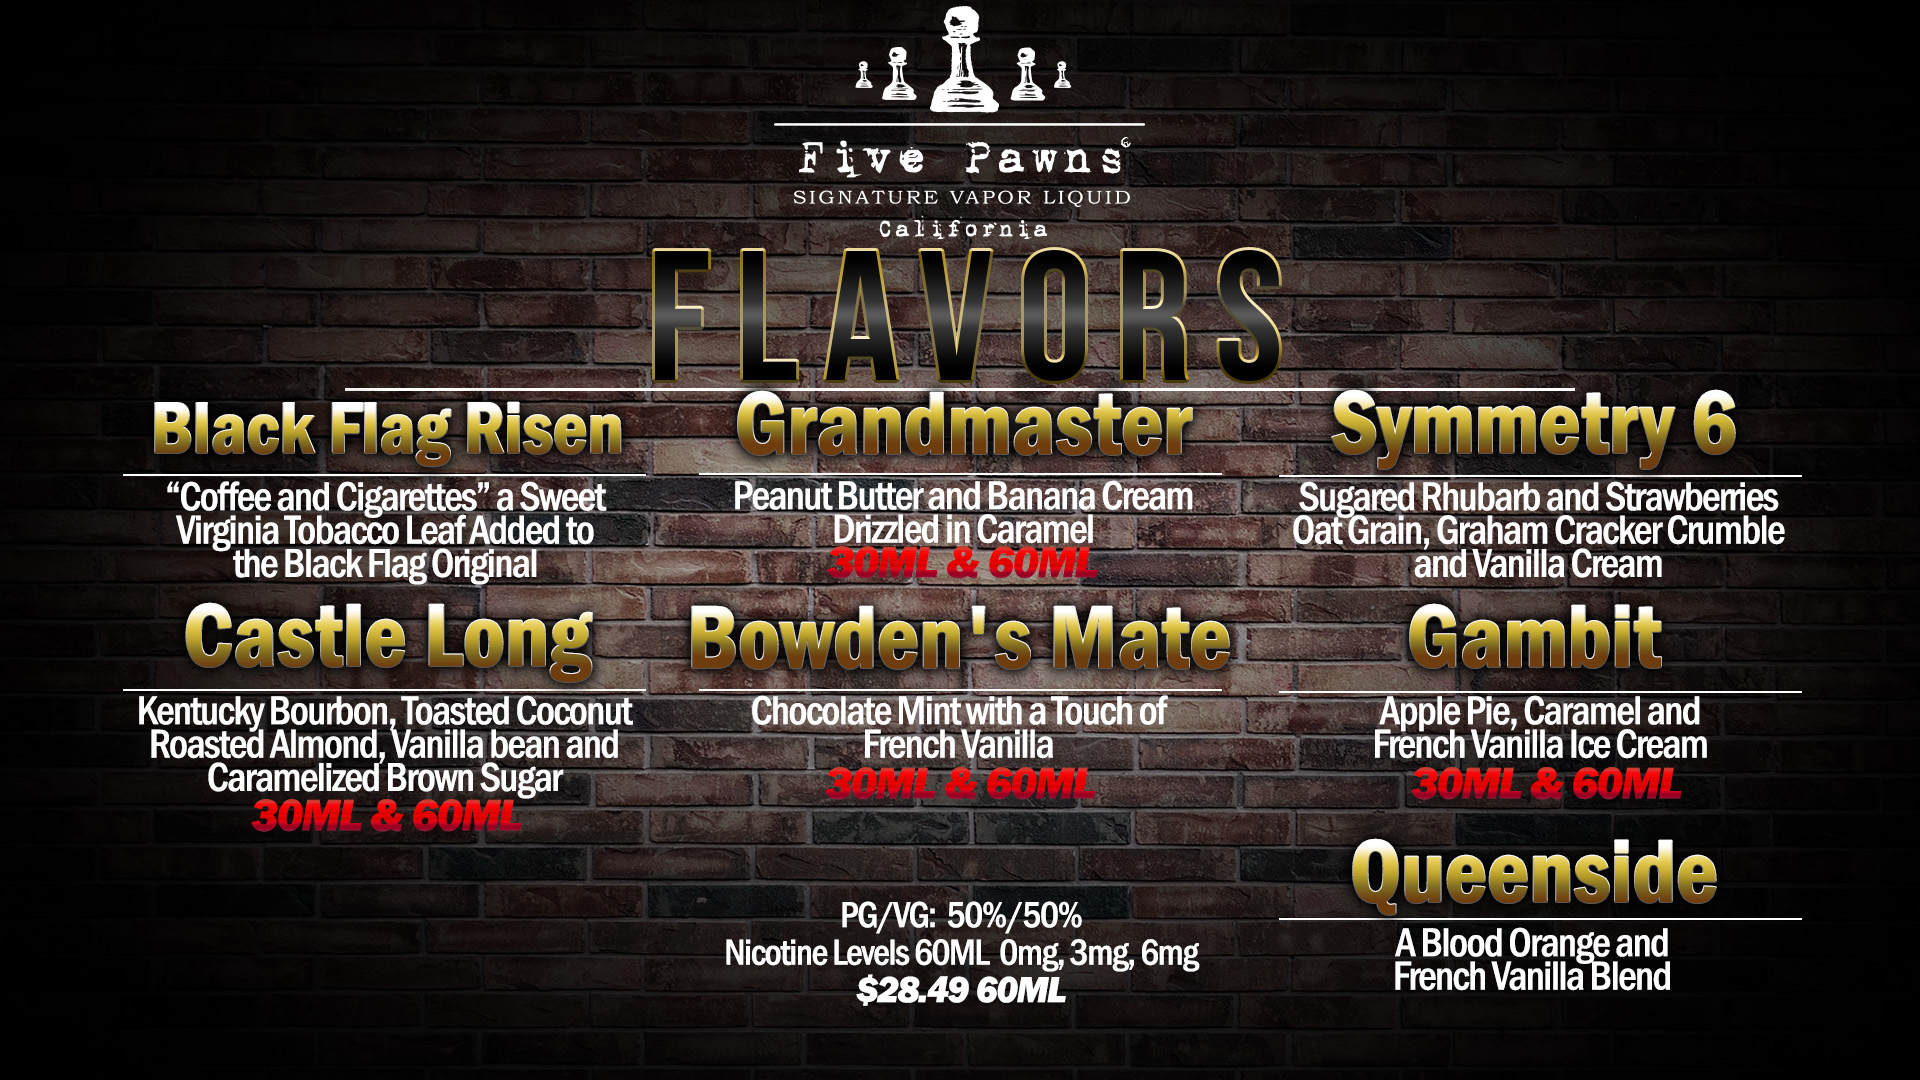 Five Pawns®
SIGNATURE VAPOR LIQUID
California
FLAVORS
Black Flag Risen
“Coffee and Cigarettes” a Sweet
Virginia Tobacco Leaf Added to
the Black Flag Original
Grandmaster
Peanut Butter and Banana Cream
Drizzled in Caramel
30ML & 60ML
Symmetry 6
Sugared Rhubarb and Strawberries
Oat Grain, Graham Cracker Crumble
and Vanilla Cream
Castle Long
Kentucky Bourbon, Toasted Coconut
Roasted Almond, Vanilla bean and
Caramelized Brown Sugar
30ML & 60ML
Bowden's Mate
Chocolate Mint with a Touch of
French Vanilla
30ML & 60ML
Gambit
Apple Pie, Caramel and
French Vanilla Ice Cream
30ML & 60ML
Queenside
A Blood Orange and
French Vanilla Blend
PG/VG: 50%/50%
Nicotine Levels 60ML 0mg, 3mg, 6mg
$28.49 60ML